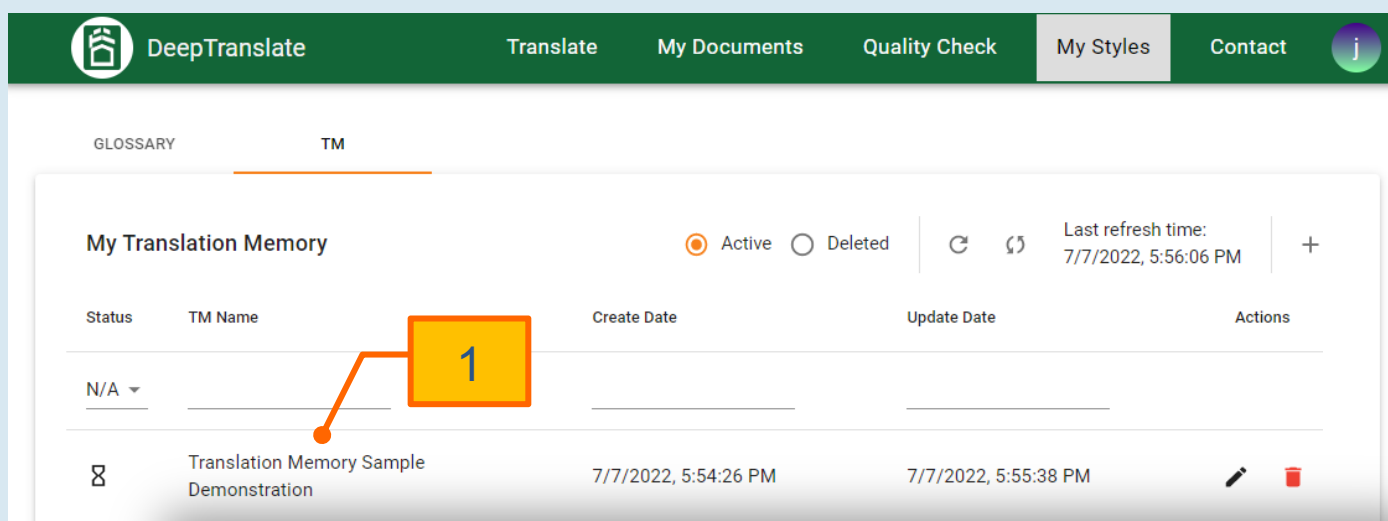 DeepTranslate Translate My Documents Quality Check My Styles Contact j
GLOSSARY TM
My Translation Memory Active Deleted Last refresh time:
7/7/2022, 5:56:06 PM
Status TM Name Create Date Update Date Actions
1
N/A
Translation Memory Sample
Demonstration 7/7/2022, 5:54:26 PM 7/7/2022, 5:55:38 PM